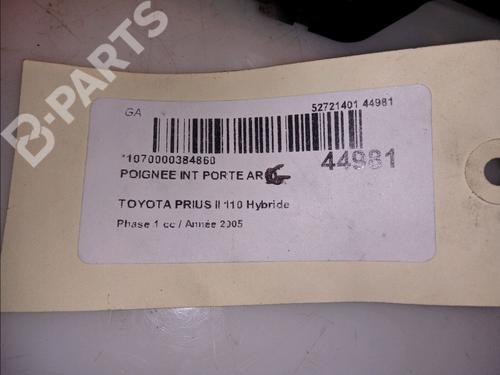 B-PARTS
GA
52721401 44981
*1070000384860
44981
POIGNEE INT PORTE AR G
TOYOTA PRIUS II 110 Hybride
Phase 1 cc / Année 2005